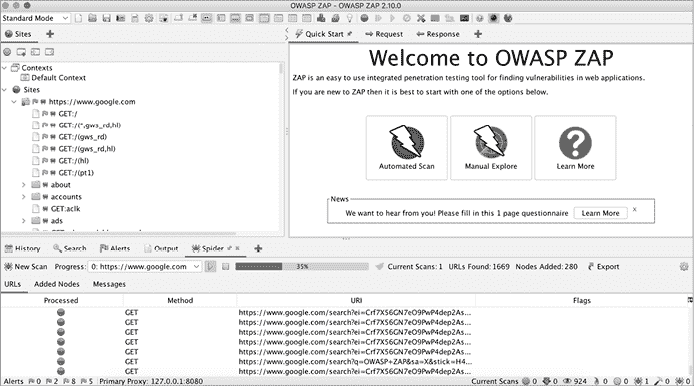 OWASP ZAP - OWASP ZAP 2.10.0
Standard Mode
Sites
Quick Start
Request
Response
Contexts
Default Context
Sites
https://www.google.com
GET:/
GET:/(*,gws_rd,hl)
GET:/(gws_rd)
GET:/(gws_rd,hl)
GET:/(hl)
GET:/(pt1)
about
accounts
GET:aclk
ads
Welcome to OWASP ZAP
ZAP is an easy to use integrated penetration testing tool for finding vulnerabilities in web applications.
If you are new to ZAP then it is best to start with one of the options below.
Automated Scan
Manual Explore
Learn More
News
We want to hear from you! Please fill in this 1 page questionnaire
Learn More
x
History
Search
Alerts
Output
Spider
New Scan
Progress: 0: https://www.google.com
35%
Current Scans: 1
URLs Found: 1669
Nodes Added: 280
Export
URLs
Added Nodes
Messages
Processed
Method
URI
Flags
GET
https://www.google.com/search?ei=Crf7X56GN7eO9PwP4dep2As...
GET
https://www.google.com/search?ei=Crf7X56GN7eO9PwP4dep2As...
GET
https://www.google.com/search?ei=Crf7X56GN7eO9PwP4dep2As...
GET
https://www.google.com/search?ei=Crf7X56GN7eO9PwP4dep2As...
GET
https://www.google.com/search?q=OWASP+ZAP&sa=X&stick=H4...
GET
https://www.google.com/search?ei=Crf7X56GN7eO9PwP4dep2As...
Alerts 0 2 8 5 Primary Proxy: 127.0.0.1:8080
Current Scans 0 0 924 0 1 0 0